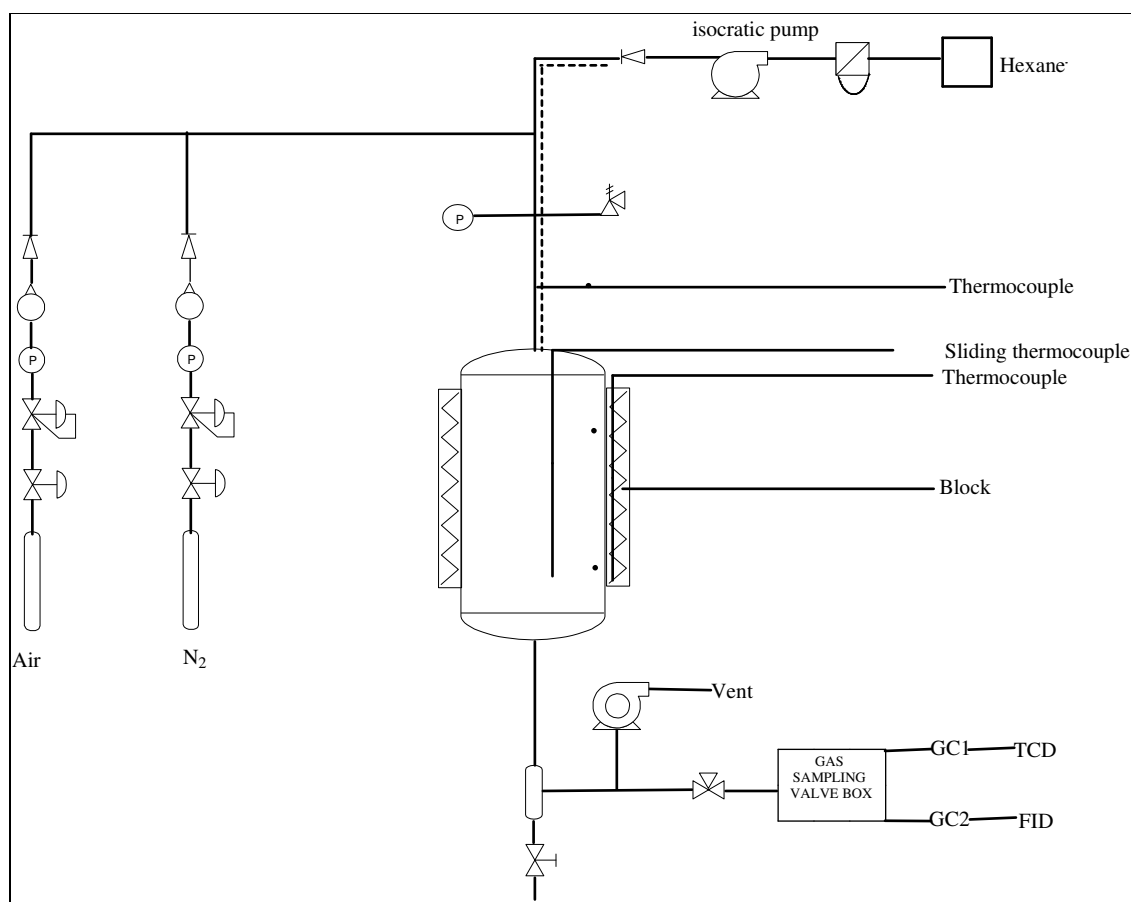 isocratic pump
Hexane
P
Thermocouple
Sliding thermocouple
P
P
Thermocouple
Block
Air
N₂
Vent
GC1
TCD
GAS
SAMPLING
VALVE BOX
GC2
FID